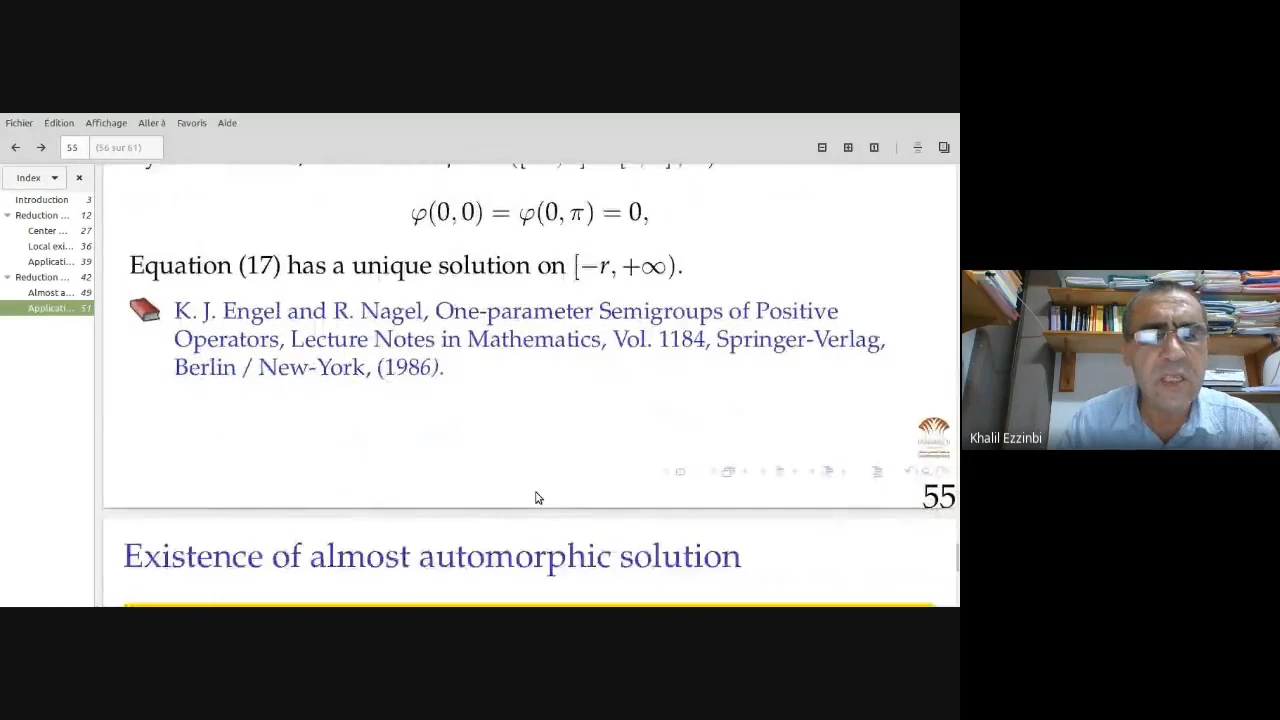 Fichier Édition Affichage Aller à Favoris Aide
55 (56 sur 61)
Index
Introduction 3
Reduction ... 12
Center ... 27
Local exi... 36
Applicati... 39
Reduction ... 42
Almost a... 49
Applicati... 51
φ(0, 0) = φ(0, π) = 0,
Equation (17) has a unique solution on [−r, +∞).
K. J. Engel and R. Nagel, One-parameter Semigroups of Positive
Operators, Lecture Notes in Mathematics, Vol. 1184, Springer-Verlag,
Berlin / New-York, (1986).
55
Existence of almost automorphic solution
Khalil Ezzinbi